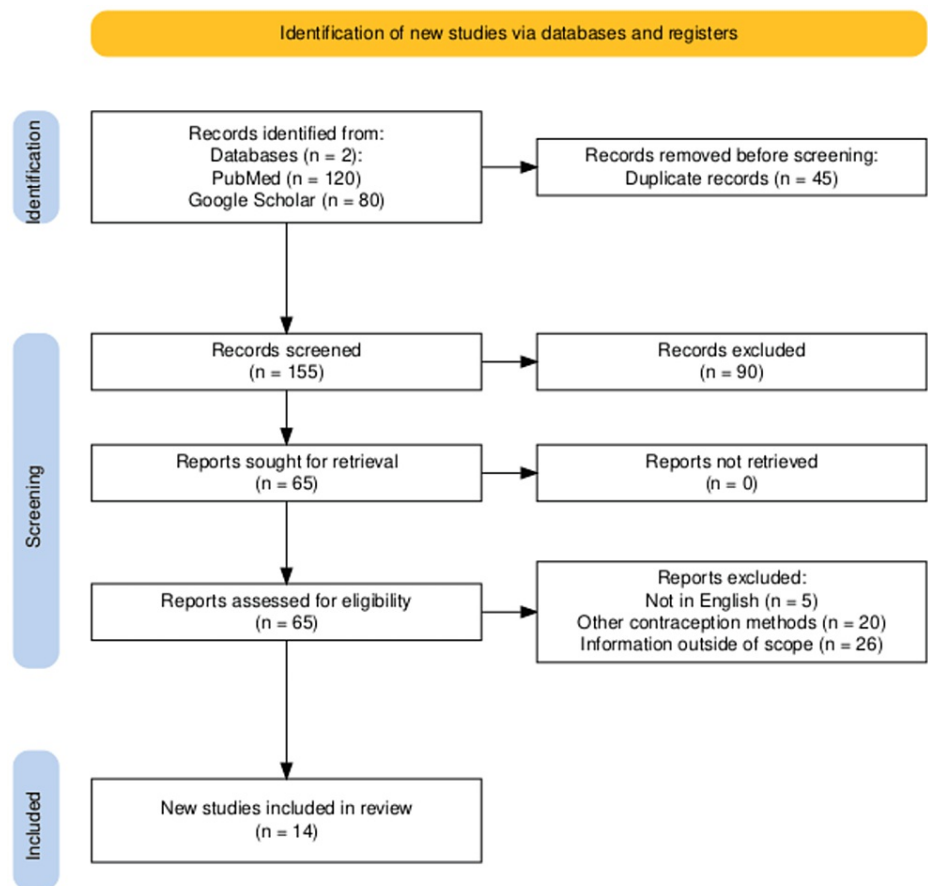 Identification of new studies via databases and registers
Identification
Records identified from:
Databases (n = 2):
PubMed (n = 120)
Google Scholar (n = 80)
Records removed before screening:
Duplicate records (n = 45)
Screening
Records screened
(n = 155)
Records excluded
(n = 90)
Reports sought for retrieval
(n = 65)
Reports not retrieved
(n = 0)
Reports assessed for eligibility
(n = 65)
Reports excluded:
Not in English (n = 5)
Other contraception methods (n = 20)
Information outside of scope (n = 26)
Included
New studies included in review
(n = 14)